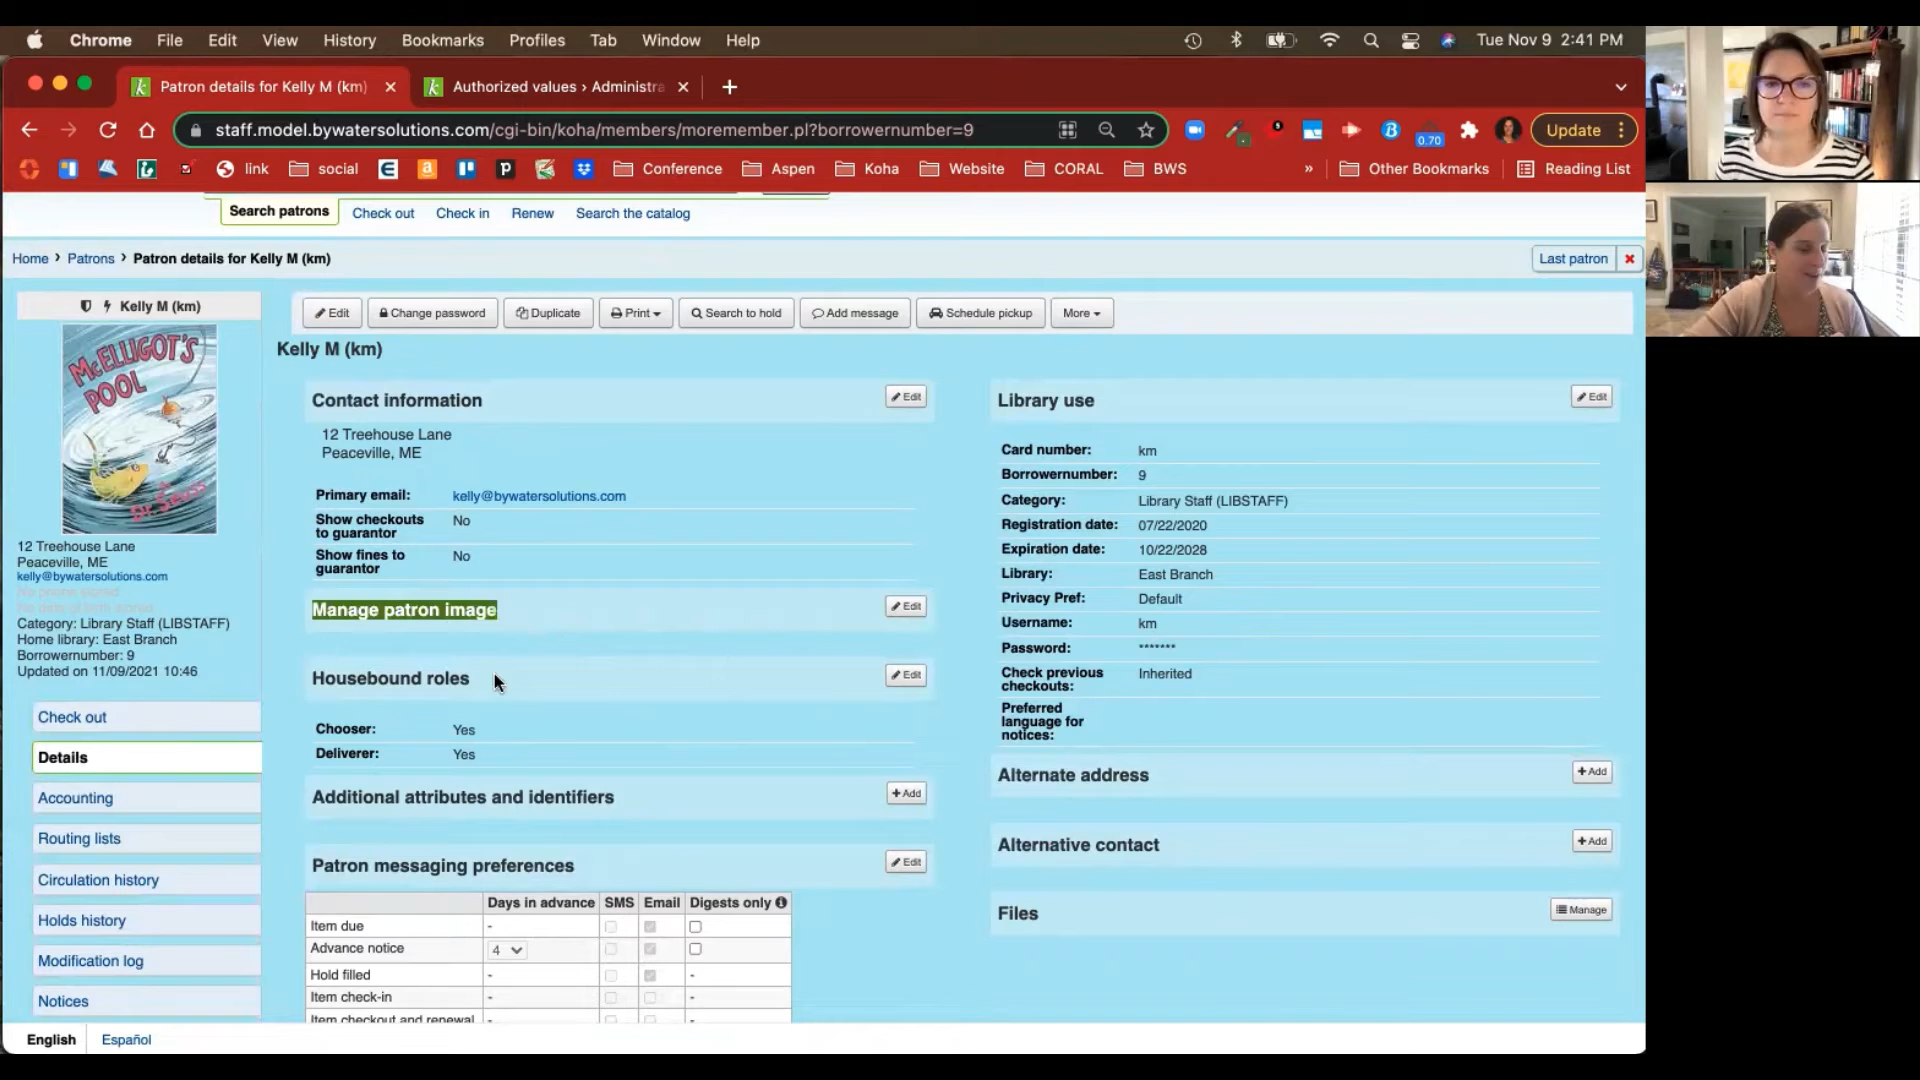 Chrome File Edit View History Bookmarks Profiles Tab Window Help
Tue Nov 9 2:41 PM
Patron details for Kelly M (km)
Authorized values › Administra
staff.model.bywatersolutions.com/cgi-bin/koha/members/moremember.pl?borrowernumber=9
0.70
Update
link social Conference Aspen Koha Website CORAL BWS » Other Bookmarks Reading List
Search patrons Check out Check in Renew Search the catalog
Home › Patrons › Patron details for Kelly M (km)
Last patron
Kelly M (km)
McELLIGOT'S
POOL
Dr. Seuss
12 Treehouse Lane
Peaceville, ME
kelly@bywatersolutions.com
No phone stored
No date of birth stored
Category: Library Staff (LIBSTAFF)
Home library: East Branch
Borrowernumber: 9
Updated on 11/09/2021 10:46
Check out
Details
Accounting
Routing lists
Circulation history
Holds history
Modification log
Notices
Edit Change password Duplicate Print Search to hold Add message Schedule pickup More
Kelly M (km)
Contact information Edit
12 Treehouse Lane
Peaceville, ME
Primary email: kelly@bywatersolutions.com
Show checkouts to guarantor No
Show fines to guarantor No
Manage patron image Edit
Housebound roles Edit
Chooser: Yes
Deliverer: Yes
Additional attributes and identifiers + Add
Patron messaging preferences Edit
Days in advance SMS Email Digests only
Item due -
Advance notice 4
Hold filled - -
Item check-in - -
Item checkout and renewal - -
Library use Edit
Card number: km
Borrowernumber: 9
Category: Library Staff (LIBSTAFF)
Registration date: 07/22/2020
Expiration date: 10/22/2028
Library: East Branch
Privacy Pref: Default
Username: km
Password: *******
Check previous checkouts: Inherited
Preferred language for notices:
Alternate address + Add
Alternative contact + Add
Files Manage
English Español